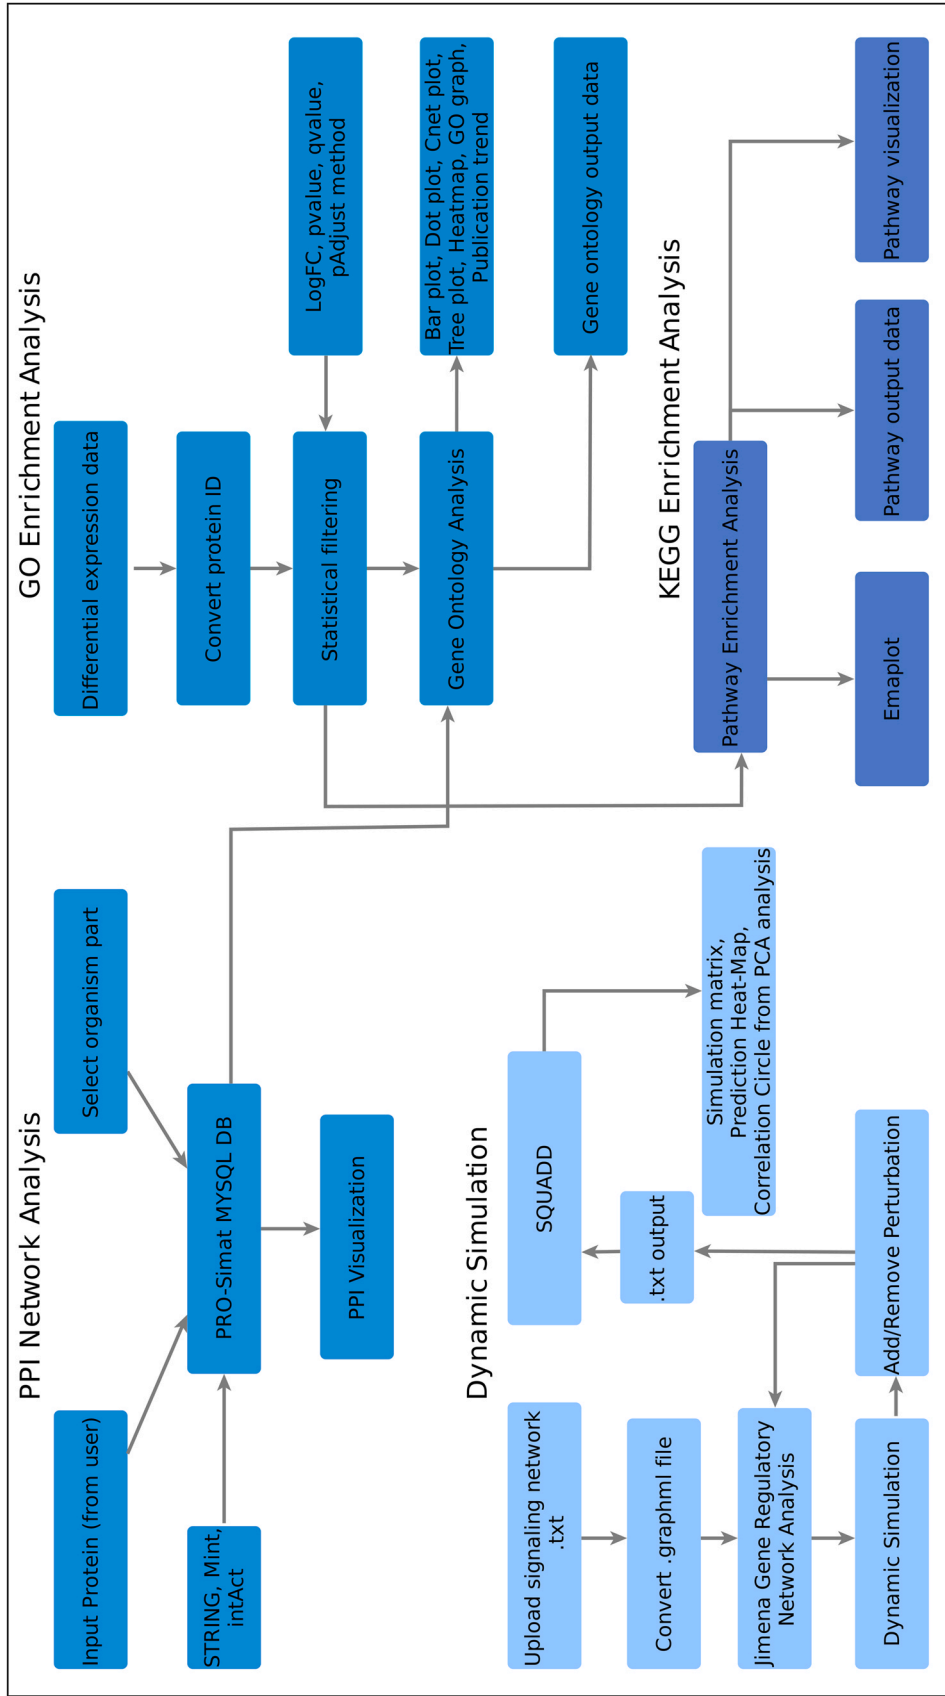 PPI Network Analysis
Input Protein (from user)
Select organism part
STRING, Mint,
intAct
PRO-Simat MYSQL DB
PPI Visualization
GO Enrichment Analysis
Differential expression data
Convert protein ID
Statistical filtering
LogFC, pvalue, qvalue,
pAdjust method
Gene Ontology Analysis
Bar plot, Dot plot, Cnet plot,
Tree plot, Heatmap, GO graph,
Publication trend
Gene ontology output data
Dynamic Simulation
Upload signaling network
.txt
Convert .graphml file
Jimena Gene Regulatory
Network Analysis
Dynamic Simulation
Add/Remove Perturbation
.txt output
SQUADD
Simulation matrix,
Prediction Heat-Map,
Correlation Circle from PCA analysis
KEGG Enrichment Analysis
Pathway Enrichment Analysis
Emaplot
Pathway output data
Pathway visualization